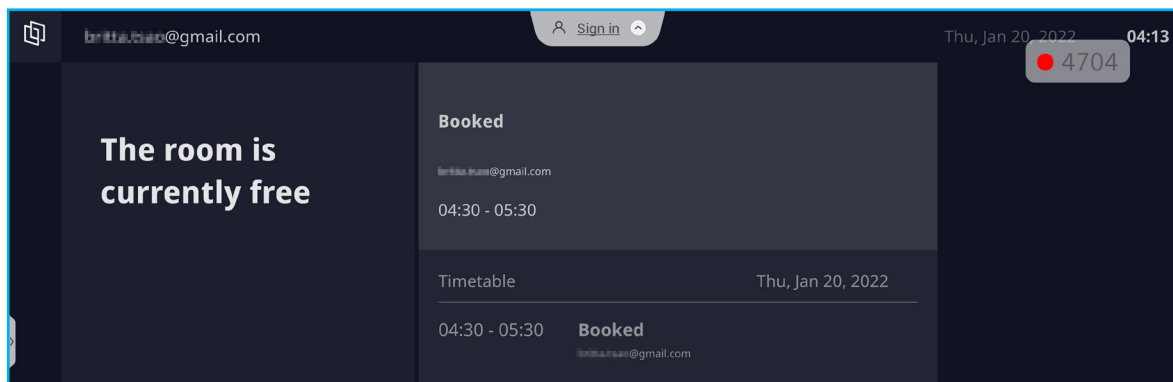 @gmail.com
Sign in
Thu, Jan 20, 2022 04:13
4704
The room is
currently free
Booked
@gmail.com
04:30 - 05:30
Timetable Thu, Jan 20, 2022
04:30 - 05:30 Booked
@gmail.com